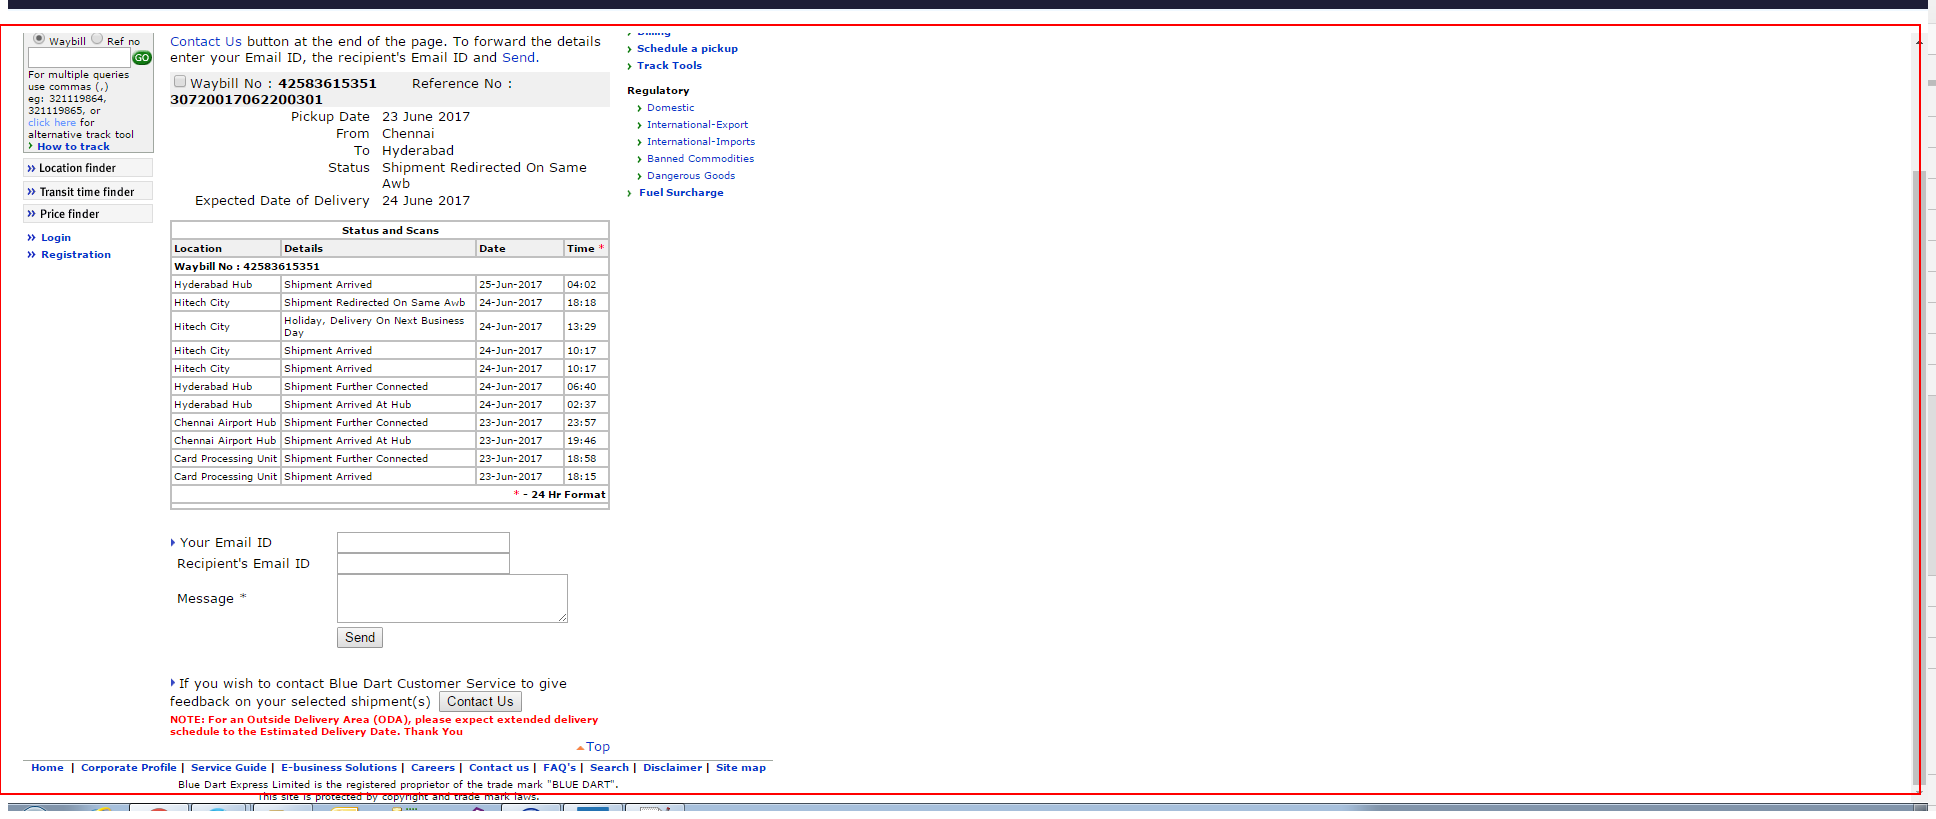 Waybill Ref no
GO
For multiple queries
use commas (,)
eg: 321119864,
321119865, or
click here for
alternative track tool
How to track
Location finder
Transit time finder
Price finder
Login
Registration
Contact Us button at the end of the page. To forward the details
enter your Email ID, the recipient's Email ID and Send.
Waybill No : 42583615351 Reference No :
30720017062200301
Pickup Date 23 June 2017
From Chennai
To Hyderabad
Status Shipment Redirected On Same
Awb
Expected Date of Delivery 24 June 2017
Status and Scans
Location Details Date Time *
Waybill No : 42583615351
Hyderabad Hub Shipment Arrived 25-Jun-2017 04:02
Hitech City Shipment Redirected On Same Awb 24-Jun-2017 18:18
Hitech City Holiday, Delivery On Next Business
Day 24-Jun-2017 13:29
Hitech City Shipment Arrived 24-Jun-2017 10:17
Hitech City Shipment Arrived 24-Jun-2017 10:17
Hyderabad Hub Shipment Further Connected 24-Jun-2017 06:40
Hyderabad Hub Shipment Arrived At Hub 24-Jun-2017 02:37
Chennai Airport Hub Shipment Further Connected 23-Jun-2017 23:57
Chennai Airport Hub Shipment Arrived At Hub 23-Jun-2017 19:46
Card Processing Unit Shipment Further Connected 23-Jun-2017 18:58
Card Processing Unit Shipment Arrived 23-Jun-2017 18:15
* - 24 Hr Format
Your Email ID
Recipient's Email ID
Message *
Send
If you wish to contact Blue Dart Customer Service to give
feedback on your selected shipment(s) Contact Us
NOTE: For an Outside Delivery Area (ODA), please expect extended delivery
schedule to the Estimated Delivery Date. Thank You
Top
Billing
Schedule a pickup
Track Tools
Regulatory
Domestic
International-Export
International-Imports
Banned Commodities
Dangerous Goods
Fuel Surcharge
Home | Corporate Profile | Service Guide | E-business Solutions | Careers | Contact us | FAQ's | Search | Disclaimer | Site map
Blue Dart Express Limited is the registered proprietor of the trade mark "BLUE DART".
This site is protected by copyright and trade mark laws.